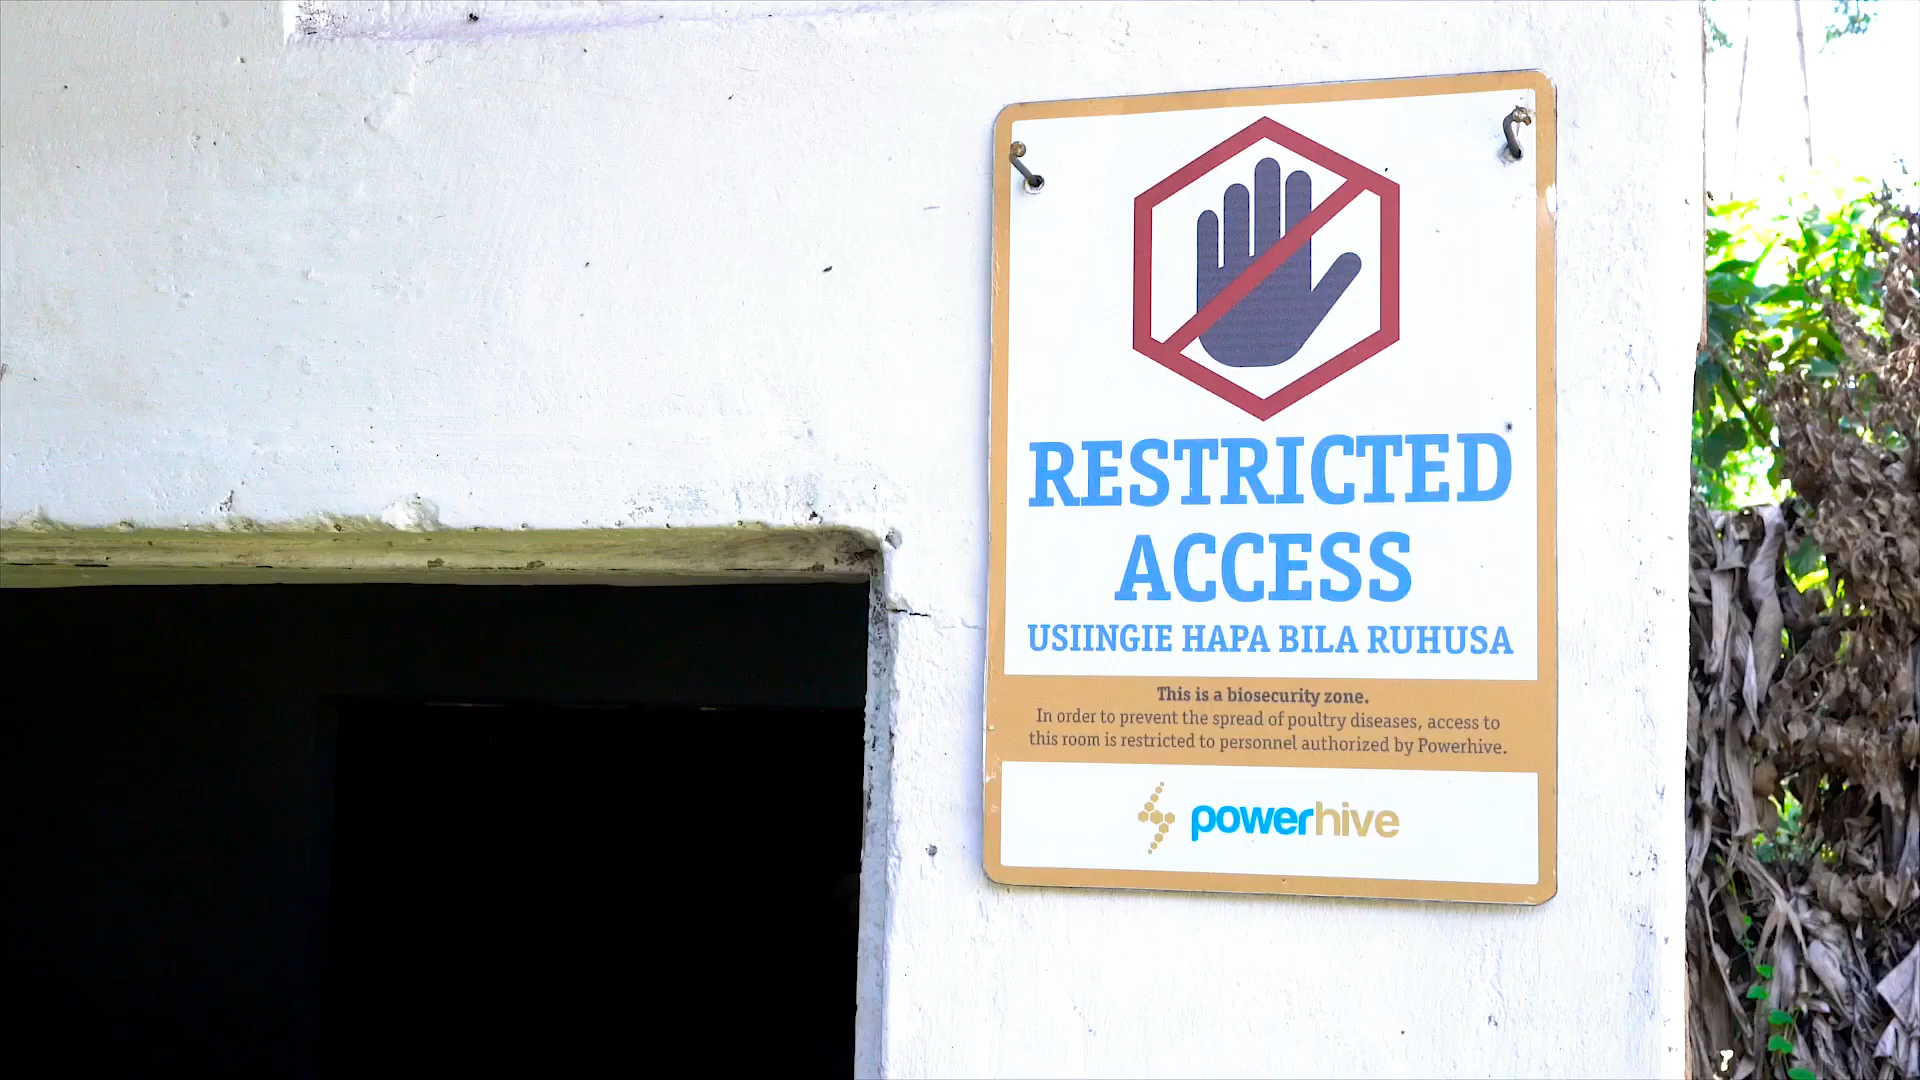 RESTRICTED
ACCESS
USIINGIE HAPA BILA RUHUSA
This is a biosecurity zone.
In order to prevent the spread of poultry diseases, access to
this room is restricted to personnel authorized by Powerhive.
powerhive